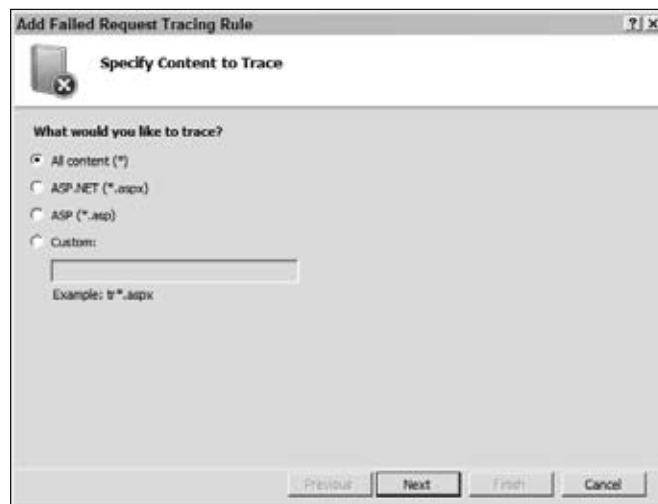 Add Failed Request Tracing Rule
Specify Content to Trace
What would you like to trace?
All content (*)
ASP.NET (*.aspx)
ASP (*.asp)
Custom:
Example: tr*.aspx
Previous Next Finish Cancel